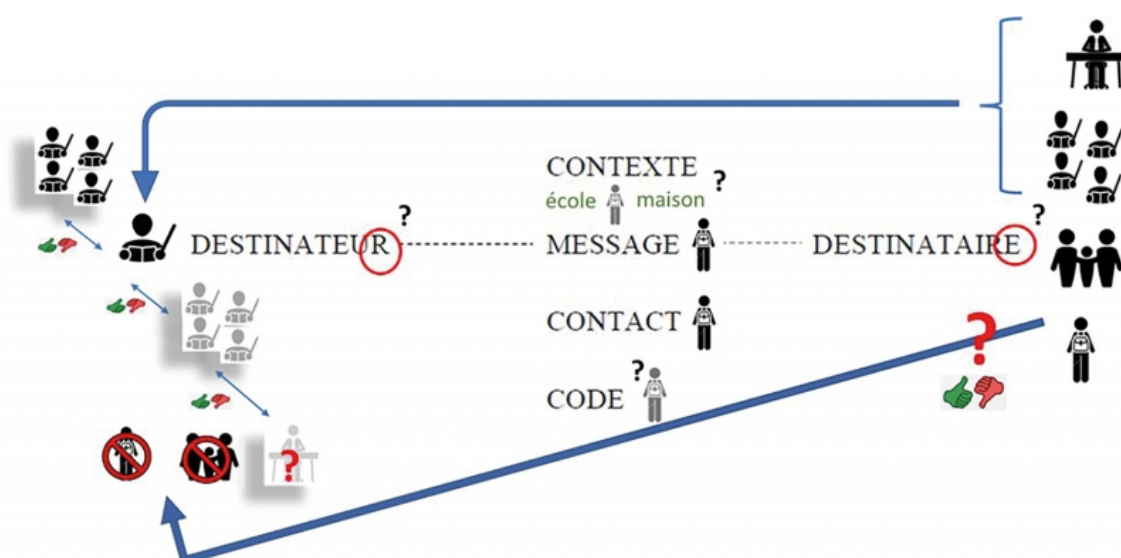 CONTEXTE
?
école maison
?
DESTINATEUR
MESSAGE
DESTINATAIRE
?
CONTACT
?
?
CODE
?